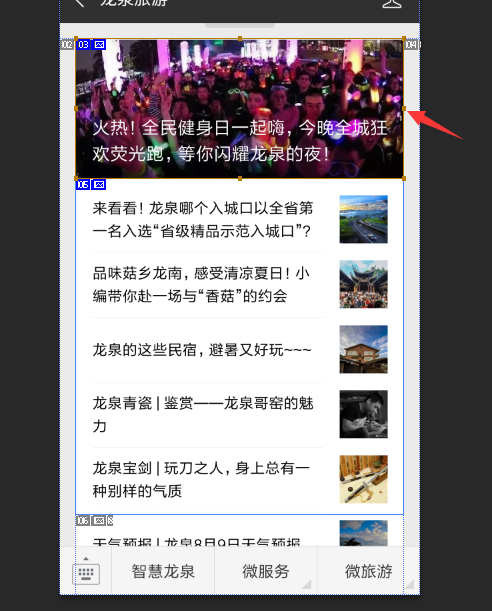 龙泉旅游
02
03
04
火热！全民健身日一起嗨，今晚全城狂
欢荧光跑，等你闪耀龙泉的夜！
05
来看看！龙泉哪个入城口以全省第
一名入选“省级精品示范入城口”？
品味菇乡龙南，感受清凉夏日！小
编带你赴一场与“香菇”的约会
龙泉的这些民宿，避暑又好玩~~~
龙泉青瓷 | 鉴赏——龙泉哥窑的魅
力
龙泉宝剑 | 玩刀之人，身上总有一
种别样的气质
06
天气预报 | 龙泉8月9日天气预报
智慧龙泉
微服务
微旅游